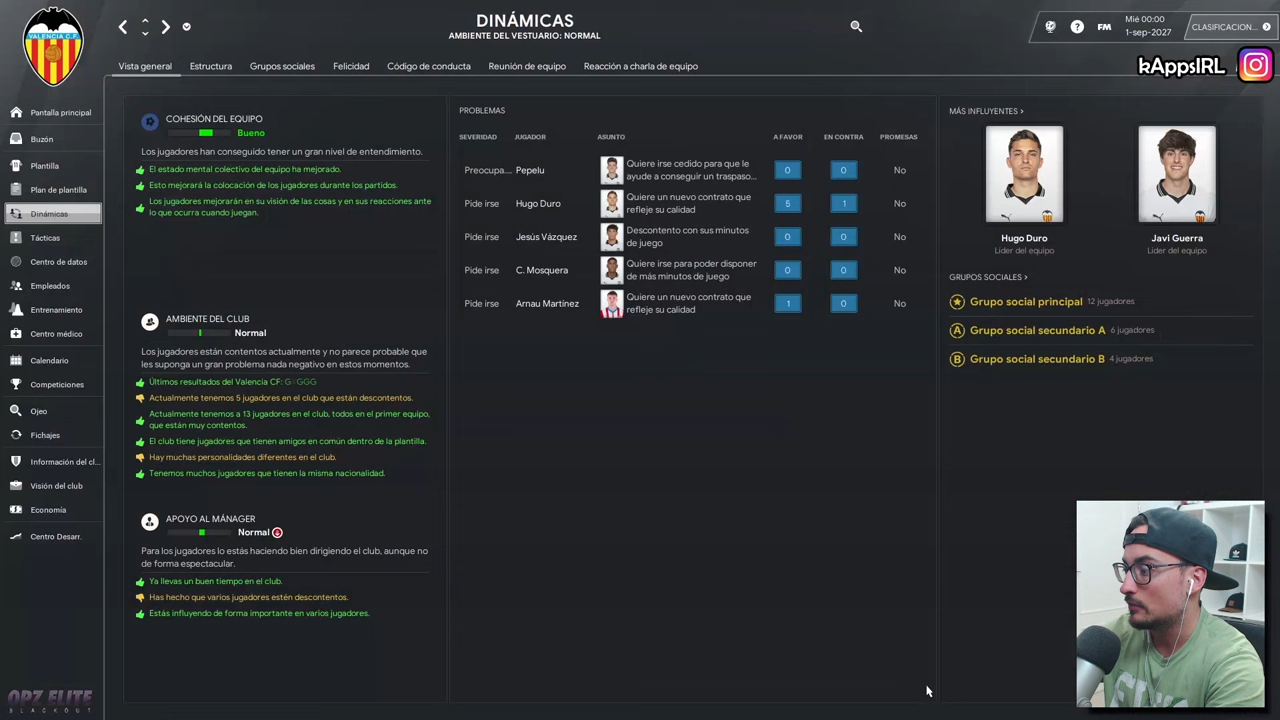 VALENCIA C.F.
DINÁMICAS
AMBIENTE DEL VESTUARIO: NORMAL
FM
Mié 00:00
1-sep-2027
CLASIFICACION...
kAppsIRL
Vista general
Estructura
Grupos sociales
Felicidad
Código de conducta
Reunión de equipo
Reacción a charla de equipo
Pantalla principal
Buzón
Plantilla
Plan de plantilla
Dinámicas
Tácticas
Centro de datos
Empleados
Entrenamiento
Centro médico
Calendario
Competiciones
Ojeo
Fichajes
Información del cl...
Visión del club
Economía
Centro Desarr.
OPZ ELITE
BLACKOUT
COHESIÓN DEL EQUIPO
Bueno
Los jugadores han conseguido tener un gran nivel de entendimiento.
El estado mental colectivo del equipo ha mejorado.
Esto mejorará la colocación de los jugadores durante los partidos.
Los jugadores mejorarán en su visión de las cosas y en sus reacciones ante
lo que ocurra cuando juegan.
AMBIENTE DEL CLUB
Normal
Los jugadores están contentos actualmente y no parece probable que
les suponga un gran problema nada negativo en estos momentos.
Últimos resultados del Valencia CF:
Actualmente tenemos 5 jugadores en el club que están descontentos.
Actualmente tenemos a 13 jugadores en el club, todos en el primer equipo,
que están muy contentos.
El club tiene jugadores que tienen amigos en común dentro de la plantilla.
Hay muchas personalidades diferentes en el club.
Tenemos muchos jugadores que tienen la misma nacionalidad.
APOYO AL MÁNAGER
Normal
Para los jugadores lo estás haciendo bien dirigiendo el club, aunque no
de forma espectacular.
Ya llevas un buen tiempo en el club.
Has hecho que varios jugadores estén descontentos.
Estás influyendo de forma importante en varios jugadores.
PROBLEMAS
SEVERIDAD JUGADOR ASUNTO A FAVOR EN CONTRA PROMESAS
Preocupa.... Pepelu Quiere irse cedido para que le 0 0 No
ayude a conseguir un traspaso...
Pide irse Hugo Duro Quiere un nuevo contrato que 5 1 No
refleje su calidad
Pide irse Jesús Vázquez Descontento con sus minutos 0 0 No
de juego
Pide irse C. Mosquera Quiere irse para poder disponer 0 0 No
de más minutos de juego
Pide irse Arnau Martínez Quiere un nuevo contrato que 1 0 No
refleje su calidad
MÁS INFLUYENTES >
Hugo Duro
Líder del equipo
Javi Guerra
Líder del equipo
GRUPOS SOCIALES >
Grupo social principal 12 jugadores
A Grupo social secundario A 6 jugadores
B Grupo social secundario B 4 jugadores